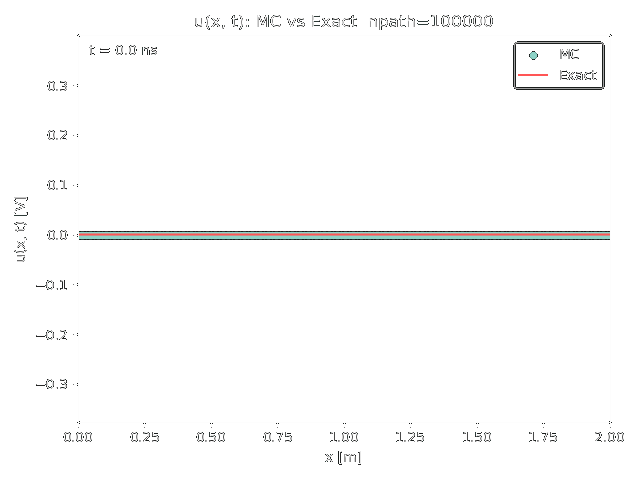 u(x, t): MC vs Exact npath=100000
t = 0.0 ns
MC
Exact
0.3
0.2
0.1
0.0
−0.1
−0.2
−0.3
u(x, t) [V]
0.00 0.25 0.50 0.75 1.00 1.25 1.50 1.75 2.00
x [m]